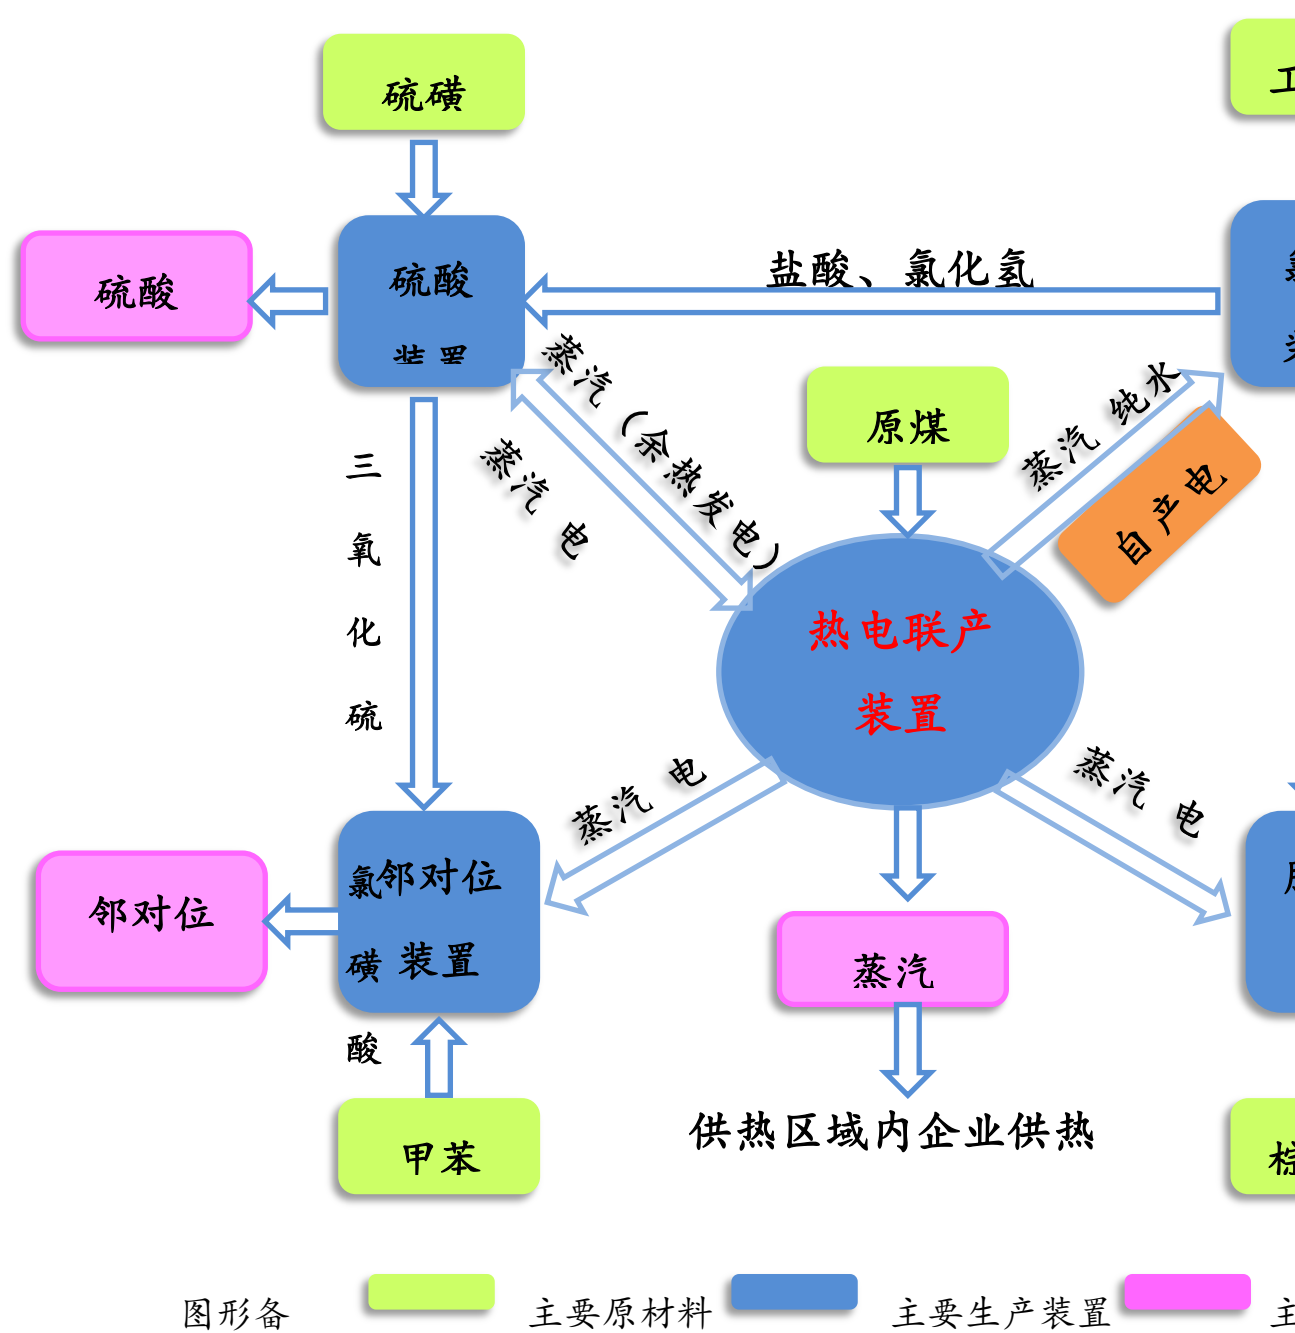 硫磺
硫酸
硫酸
装置
盐酸、氯化氢
蒸汽（余热发电）
蒸汽 电
原煤
蒸汽 纯水
自产电
三氧化硫
热电联产
装置
蒸汽 电
蒸汽 电
邻对位
氯磺酸
邻对位
装置
蒸汽
甲苯
供热区域内企业供热
图形备
主要原材料
主要生产装置
主